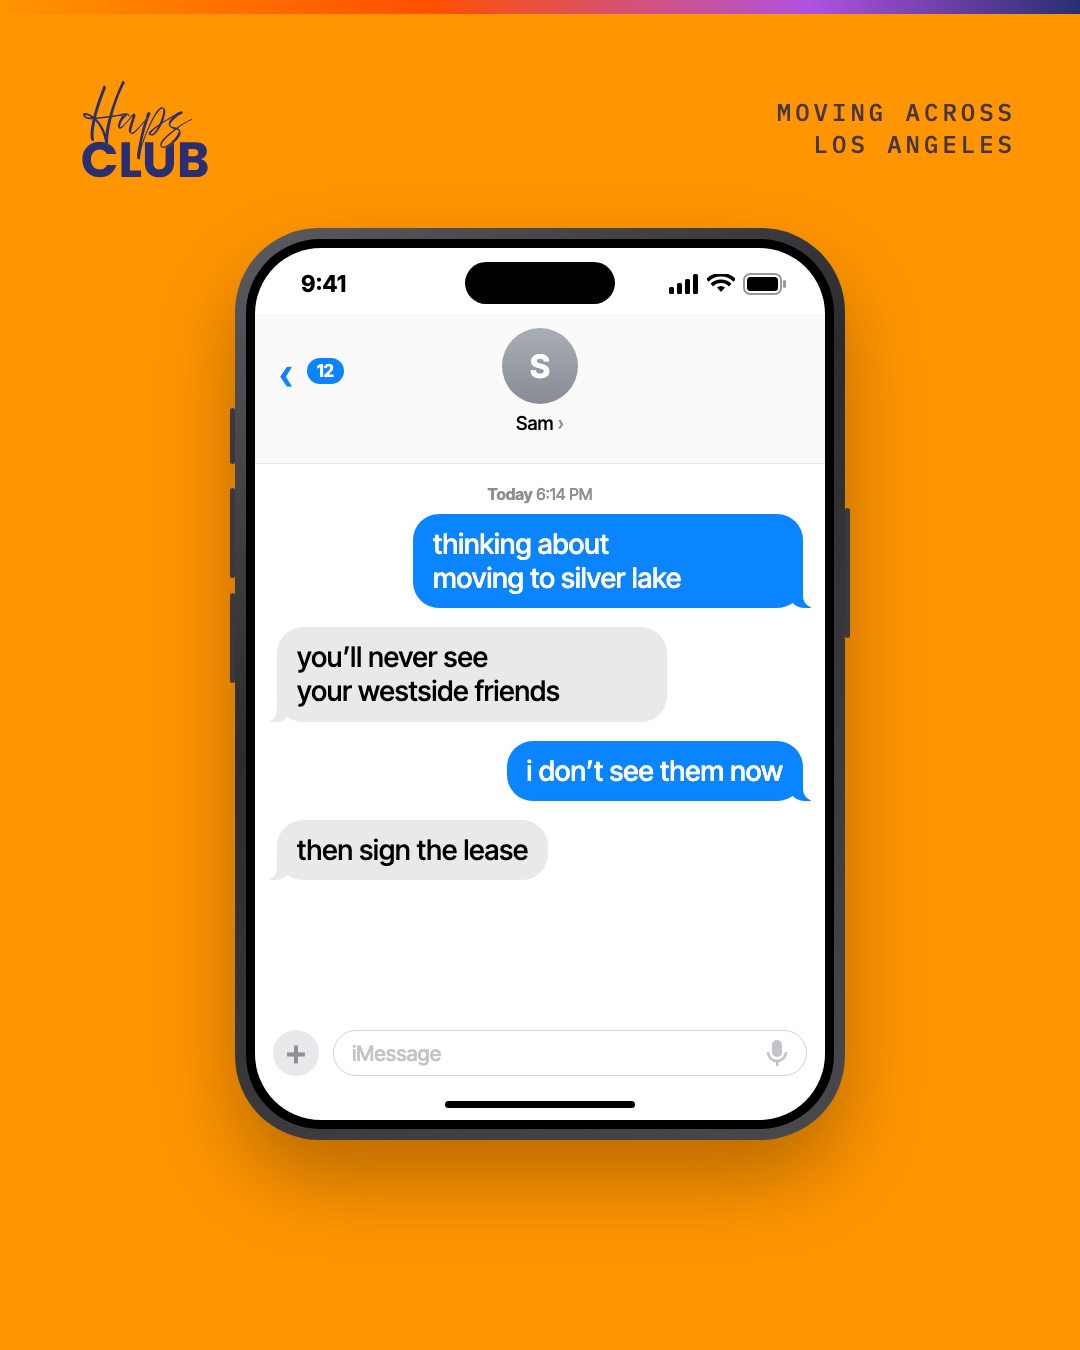 Haps
CLUB
MOVING ACROSS
LOS ANGELES
9:41
12
S
Sam ›
Today 6:14 PM
thinking about
moving to silver lake
you’ll never see
your westside friends
i don’t see them now
then sign the lease
iMessage